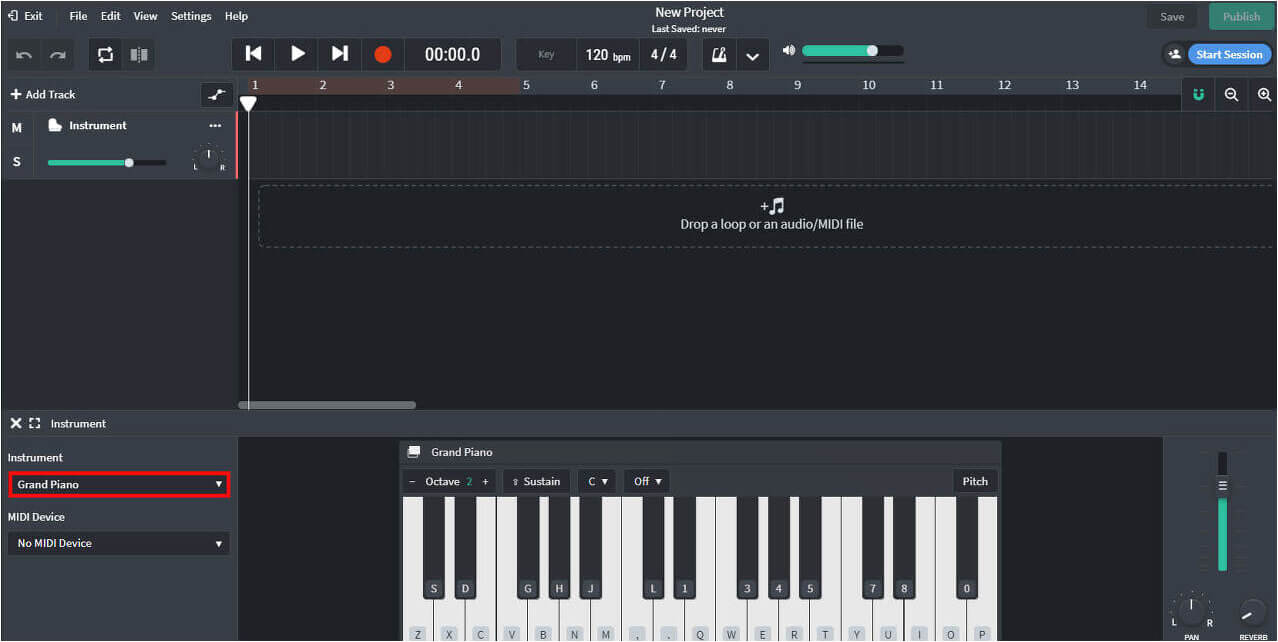 Exit File Edit View Settings Help
New Project
Last Saved: never
Save Publish
00:00.0 Key 120 bpm 4/4
Start Session
+ Add Track
1 2 3 4 5 6 7 8 9 10 11 12 13 14
M Instrument ...
S L R
Drop a loop or an audio/MIDI file
Instrument
Instrument
Grand Piano
MIDI Device
No MIDI Device
Grand Piano
− Octave 2 + Sustain C Off Pitch
S D G H J L 1 3 4 5 7 8 0
Z X C V B N M , . Q W E R T Y U I O P
L R
PAN REVERB